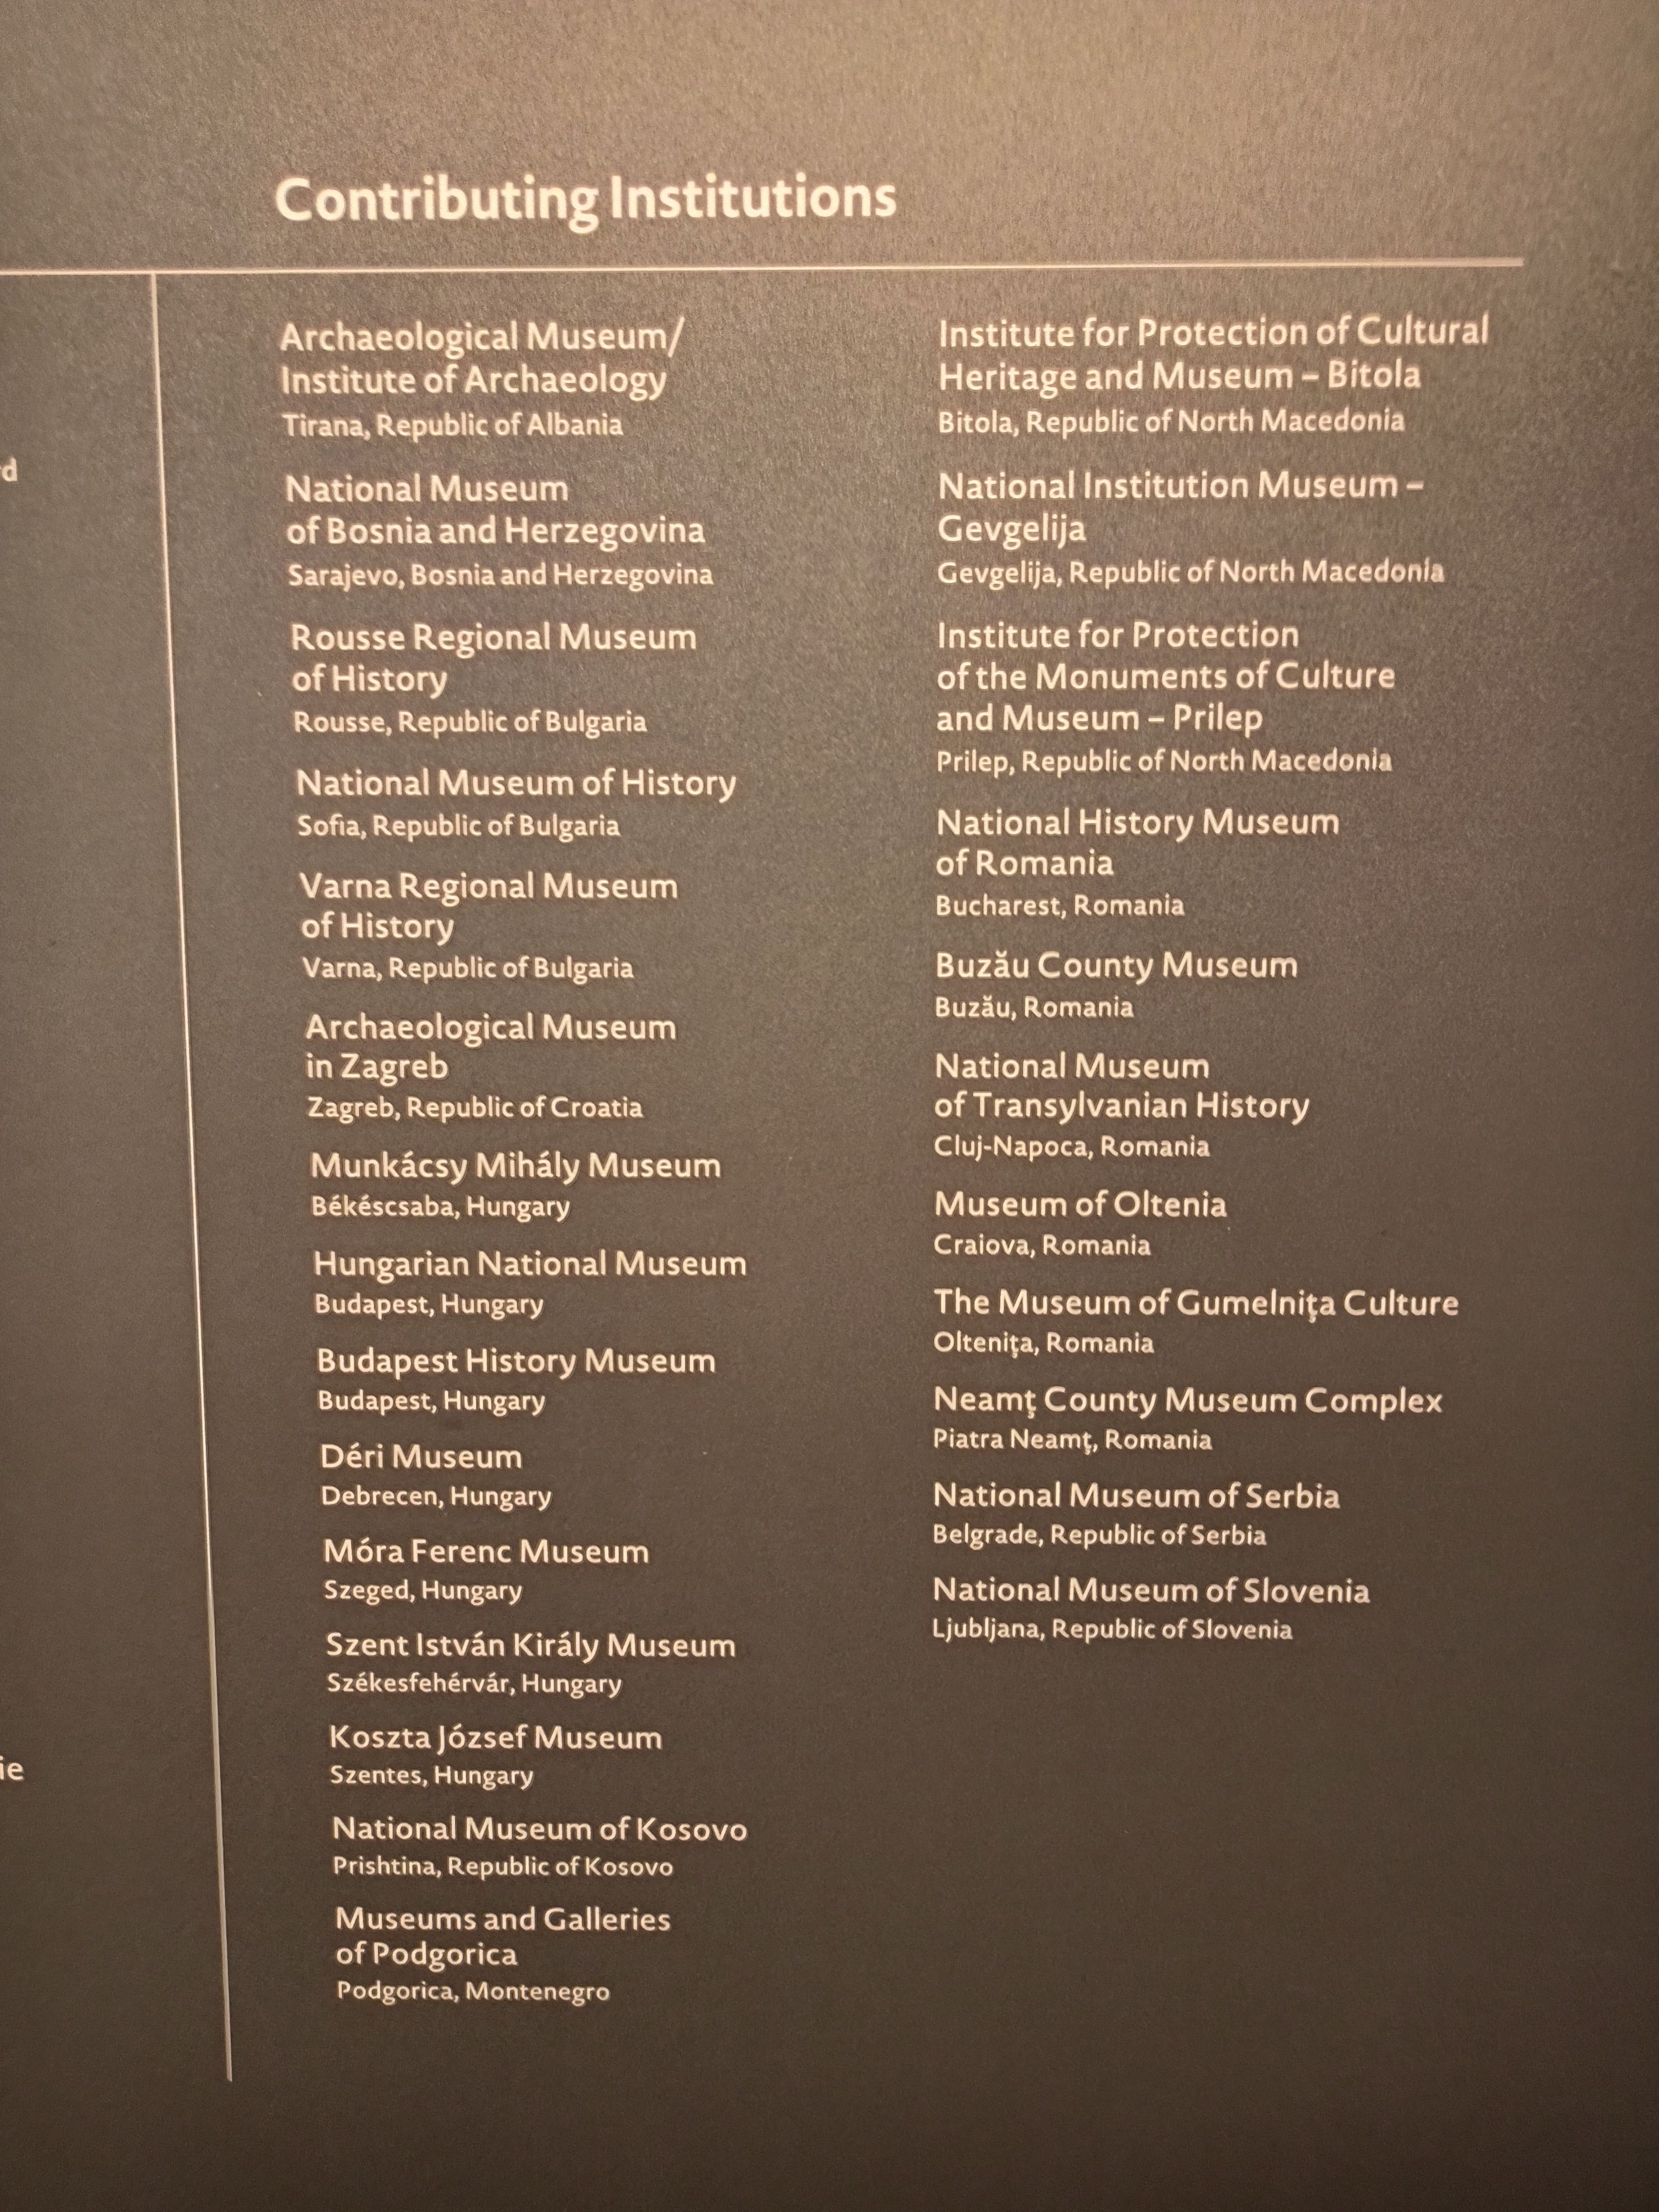 Contributing Institutions
Archaeological Museum/
Institute of Archaeology
Tirana, Republic of Albania
National Museum
of Bosnia and Herzegovina
Sarajevo, Bosnia and Herzegovina
Rousse Regional Museum
of History
Rousse, Republic of Bulgaria
National Museum of History
Sofia, Republic of Bulgaria
Varna Regional Museum
of History
Varna, Republic of Bulgaria
Archaeological Museum
in Zagreb
Zagreb, Republic of Croatia
Munkácsy Mihály Museum
Békéscsaba, Hungary
Hungarian National Museum
Budapest, Hungary
Budapest History Museum
Budapest, Hungary
Déri Museum
Debrecen, Hungary
Móra Ferenc Museum
Szeged, Hungary
Szent István Király Museum
Székesfehérvár, Hungary
Koszta József Museum
Szentes, Hungary
National Museum of Kosovo
Prishtina, Republic of Kosovo
Museums and Galleries
of Podgorica
Podgorica, Montenegro
Institute for Protection of Cultural
Heritage and Museum – Bitola
Bitola, Republic of North Macedonia
National Institution Museum –
Gevgelija
Gevgelija, Republic of North Macedonia
Institute for Protection
of the Monuments of Culture
and Museum – Prilep
Prilep, Republic of North Macedonia
National History Museum
of Romania
Bucharest, Romania
Buzău County Museum
Buzău, Romania
National Museum
of Transylvanian History
Cluj-Napoca, Romania
Museum of Oltenia
Craiova, Romania
The Museum of Gumelniţa Culture
Olteniţa, Romania
Neamţ County Museum Complex
Piatra Neamţ, Romania
National Museum of Serbia
Belgrade, Republic of Serbia
National Museum of Slovenia
Ljubljana, Republic of Slovenia